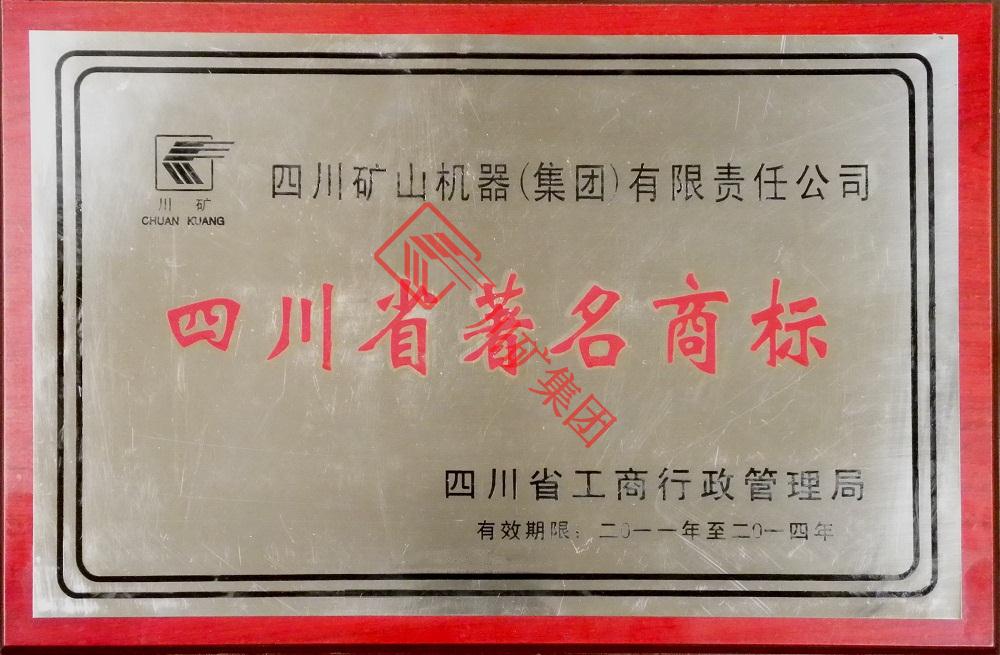 川 矿
CHUAN KUANG
四川矿山机器(集团)有限责任公司
四川省著名商标
矿集团
四川省工商行政管理局
有效期限：二〇一一年至二〇一四年